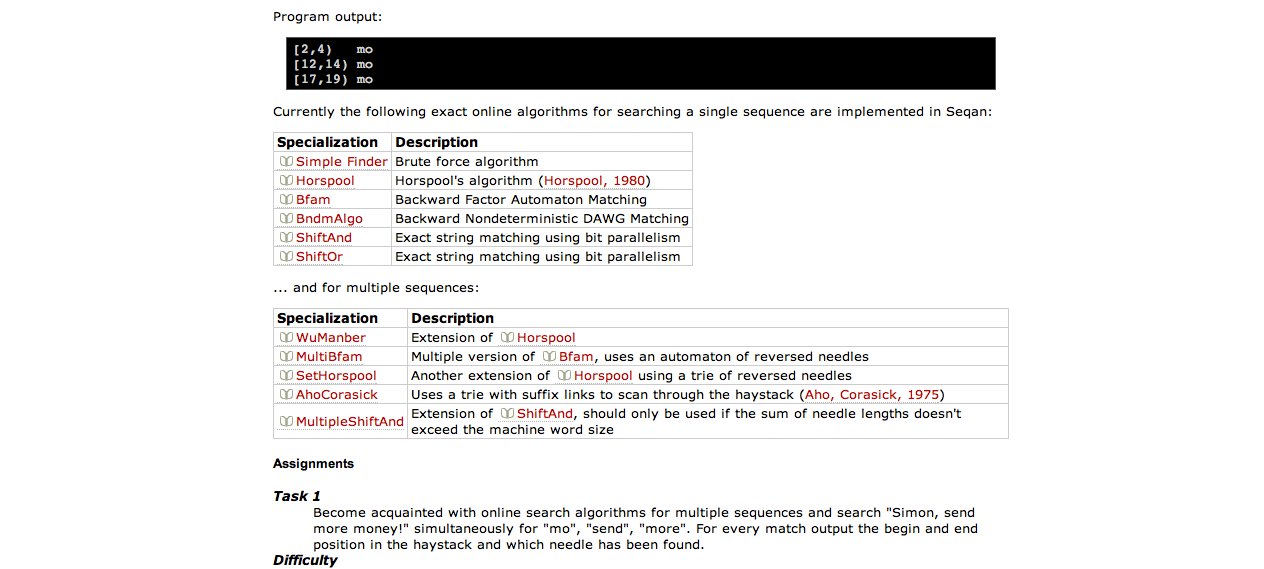 Program output:
[2,4)   mo
[12,14) mo
[17,19) mo
Currently the following exact online algorithms for searching a single sequence are implemented in Seqan:
Specialization Description
Simple Finder Brute force algorithm
Horspool Horspool's algorithm (Horspool, 1980)
Bfam Backward Factor Automaton Matching
BndmAlgo Backward Nondeterministic DAWG Matching
ShiftAnd Exact string matching using bit parallelism
ShiftOr Exact string matching using bit parallelism
... and for multiple sequences:
Specialization Description
WuManber Extension of Horspool
MultiBfam Multiple version of Bfam, uses an automaton of reversed needles
SetHorspool Another extension of Horspool using a trie of reversed needles
AhoCorasick Uses a trie with suffix links to scan through the haystack (Aho, Corasick, 1975)
MultipleShiftAnd Extension of ShiftAnd, should only be used if the sum of needle lengths doesn't
exceed the machine word size
Assignments
Task 1
Become acquainted with online search algorithms for multiple sequences and search "Simon, send
more money!" simultaneously for "mo", "send", "more". For every match output the begin and end
position in the haystack and which needle has been found.
Difficulty